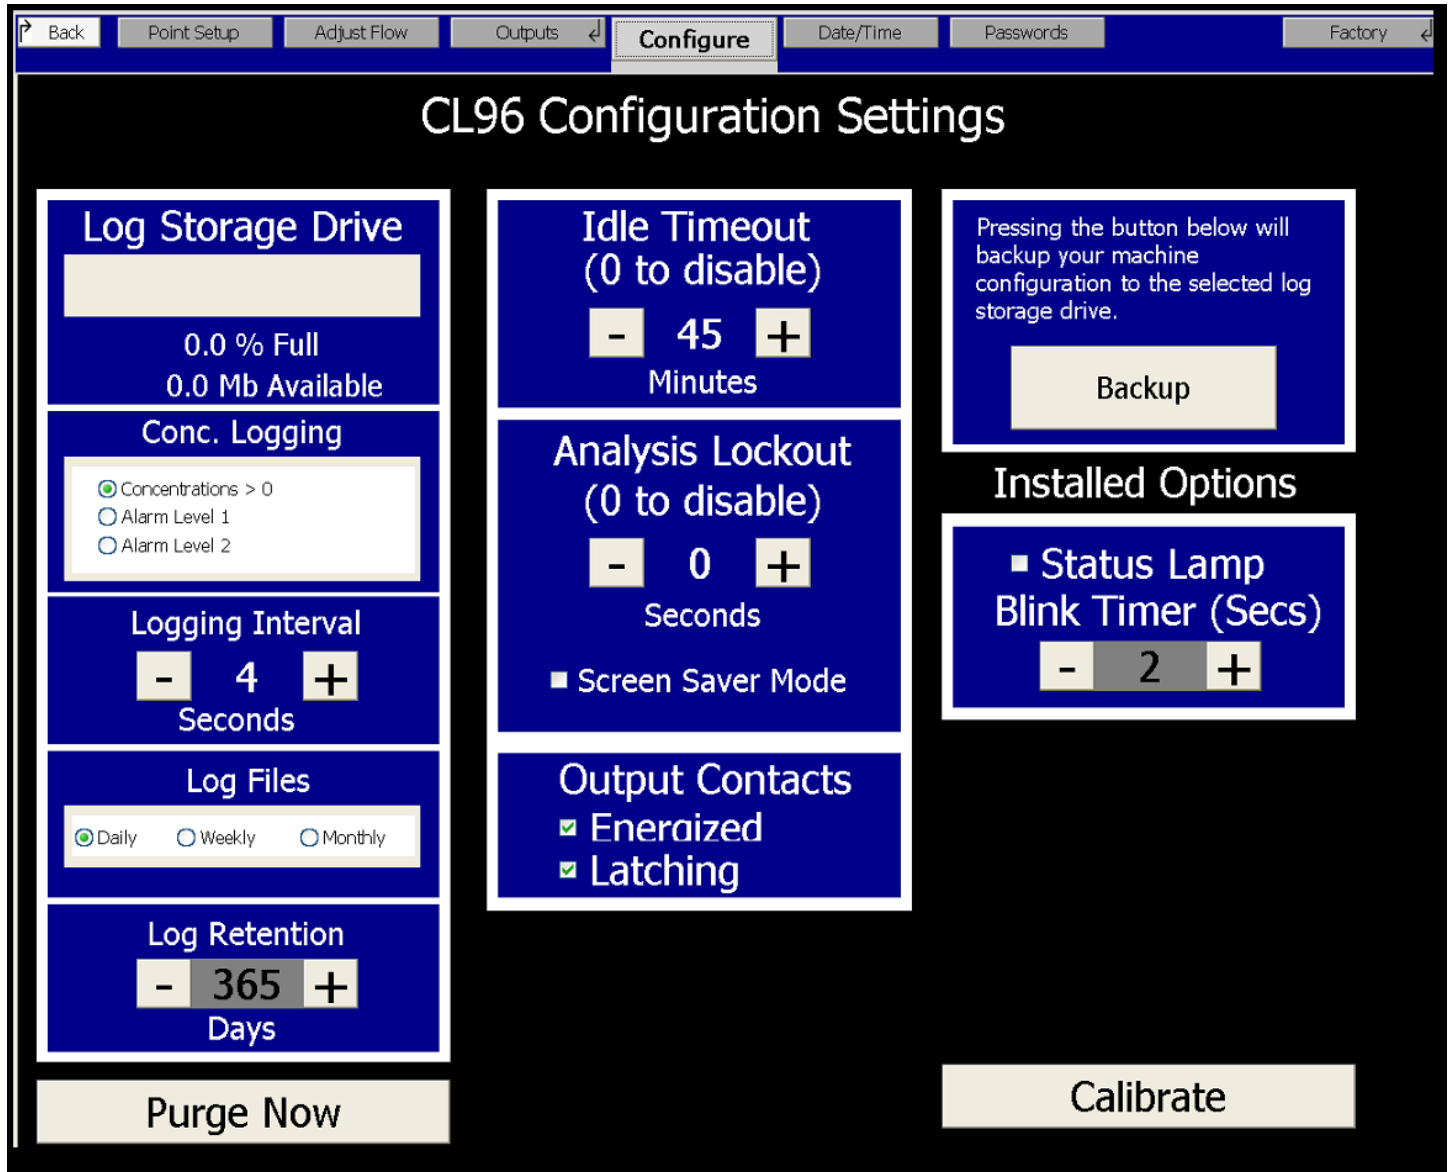 Back
Point Setup
Adjust Flow
Outputs
Configure
Date/Time
Passwords
Factory
CL96 Configuration Settings
Log Storage Drive
0.0 % Full
0.0 Mb Available
Conc. Logging
Concentrations > 0
Alarm Level 1
Alarm Level 2
Logging Interval
- 4 +
Seconds
Log Files
Daily Weekly Monthly
Log Retention
- 365 +
Days
Purge Now
Idle Timeout
(0 to disable)
- 45 +
Minutes
Analysis Lockout
(0 to disable)
- 0 +
Seconds
Screen Saver Mode
Output Contacts
Energized
Latching
Pressing the button below will
backup your machine
configuration to the selected log
storage drive.
Backup
Installed Options
Status Lamp
Blink Timer (Secs)
- 2 +
Calibrate